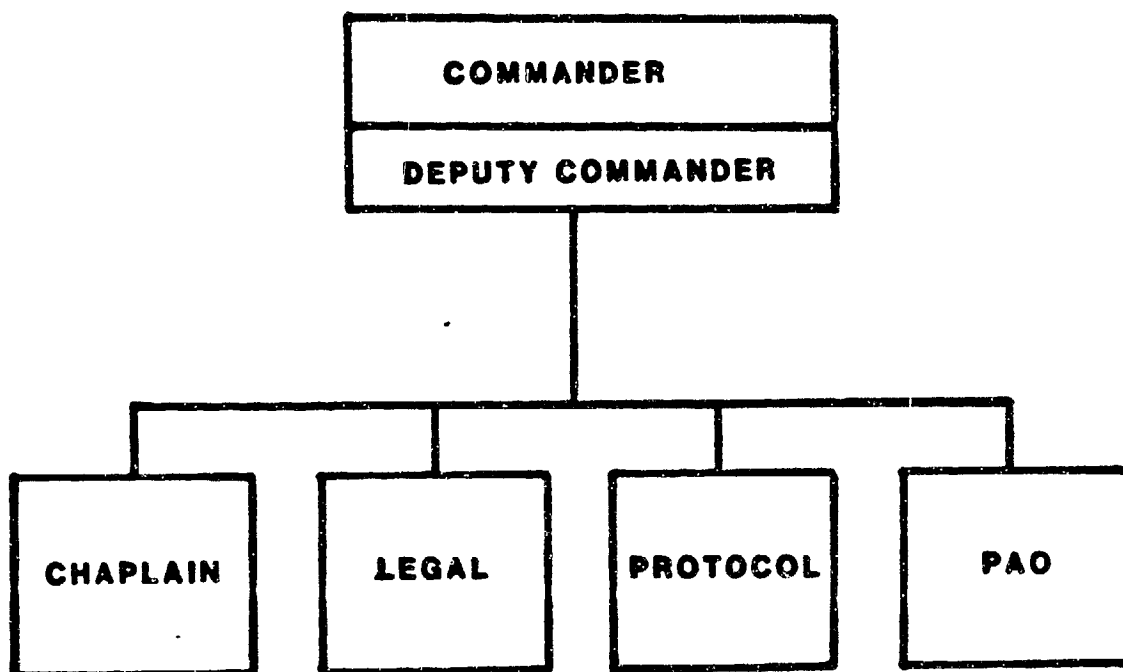 COMMANDER
DEPUTY COMMANDER
CHAPLAIN
LEGAL
PROTOCOL
PAO